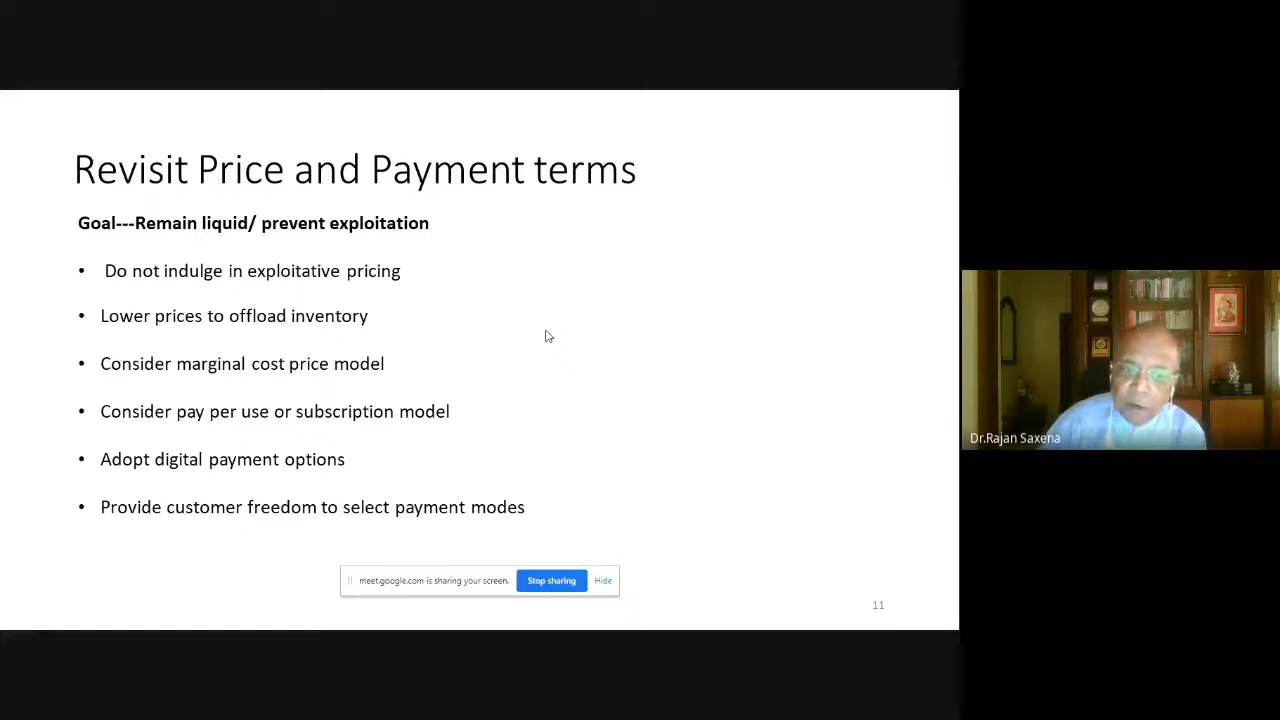 Revisit Price and Payment terms
Goal---Remain liquid/ prevent exploitation
• Do not indulge in exploitative pricing
• Lower prices to offload inventory
• Consider marginal cost price model
• Consider pay per use or subscription model
• Adopt digital payment options
• Provide customer freedom to select payment modes
meet.google.com is sharing your screen. Stop sharing Hide
11
Dr.Rajan Saxena